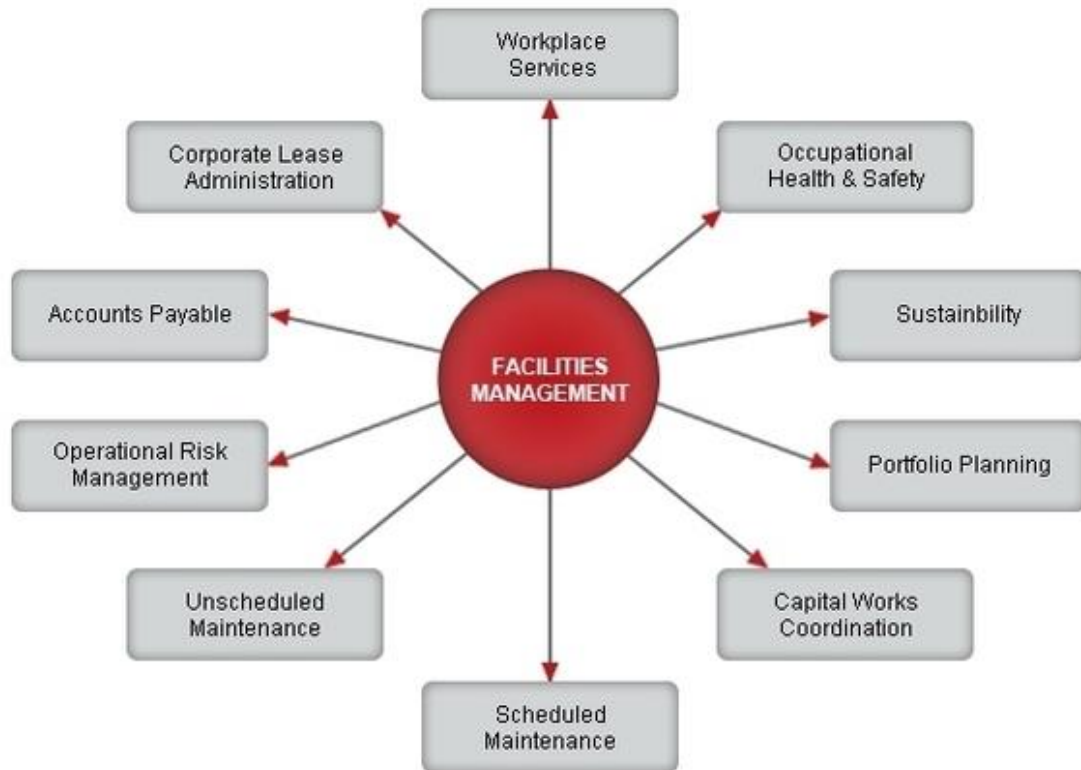 Workplace
Services
Corporate Lease
Administration
Occupational
Health & Safety
Accounts Payable
Sustainbility
FACILITIES
MANAGEMENT
Operational Risk
Management
Portfolio Planning
Unscheduled
Maintenance
Capital Works
Coordination
Scheduled
Maintenance